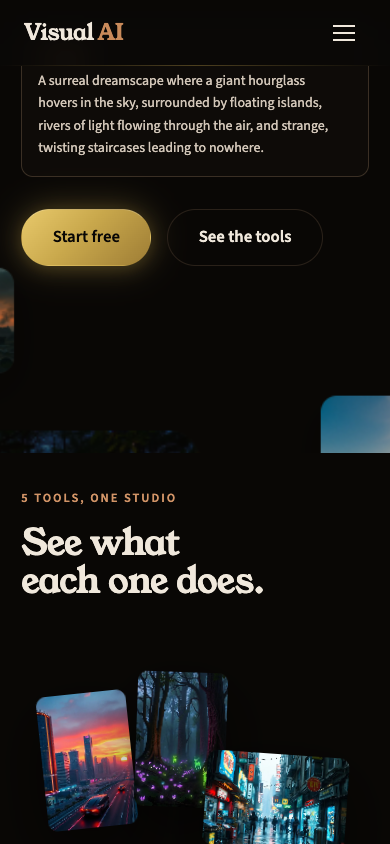 Visual AI
A surreal dreamscape where a giant hourglass
hovers in the sky, surrounded by floating islands,
rivers of light flowing through the air, and strange,
twisting staircases leading to nowhere.
Start free
See the tools
5 TOOLS, ONE STUDIO
See what
each one does.